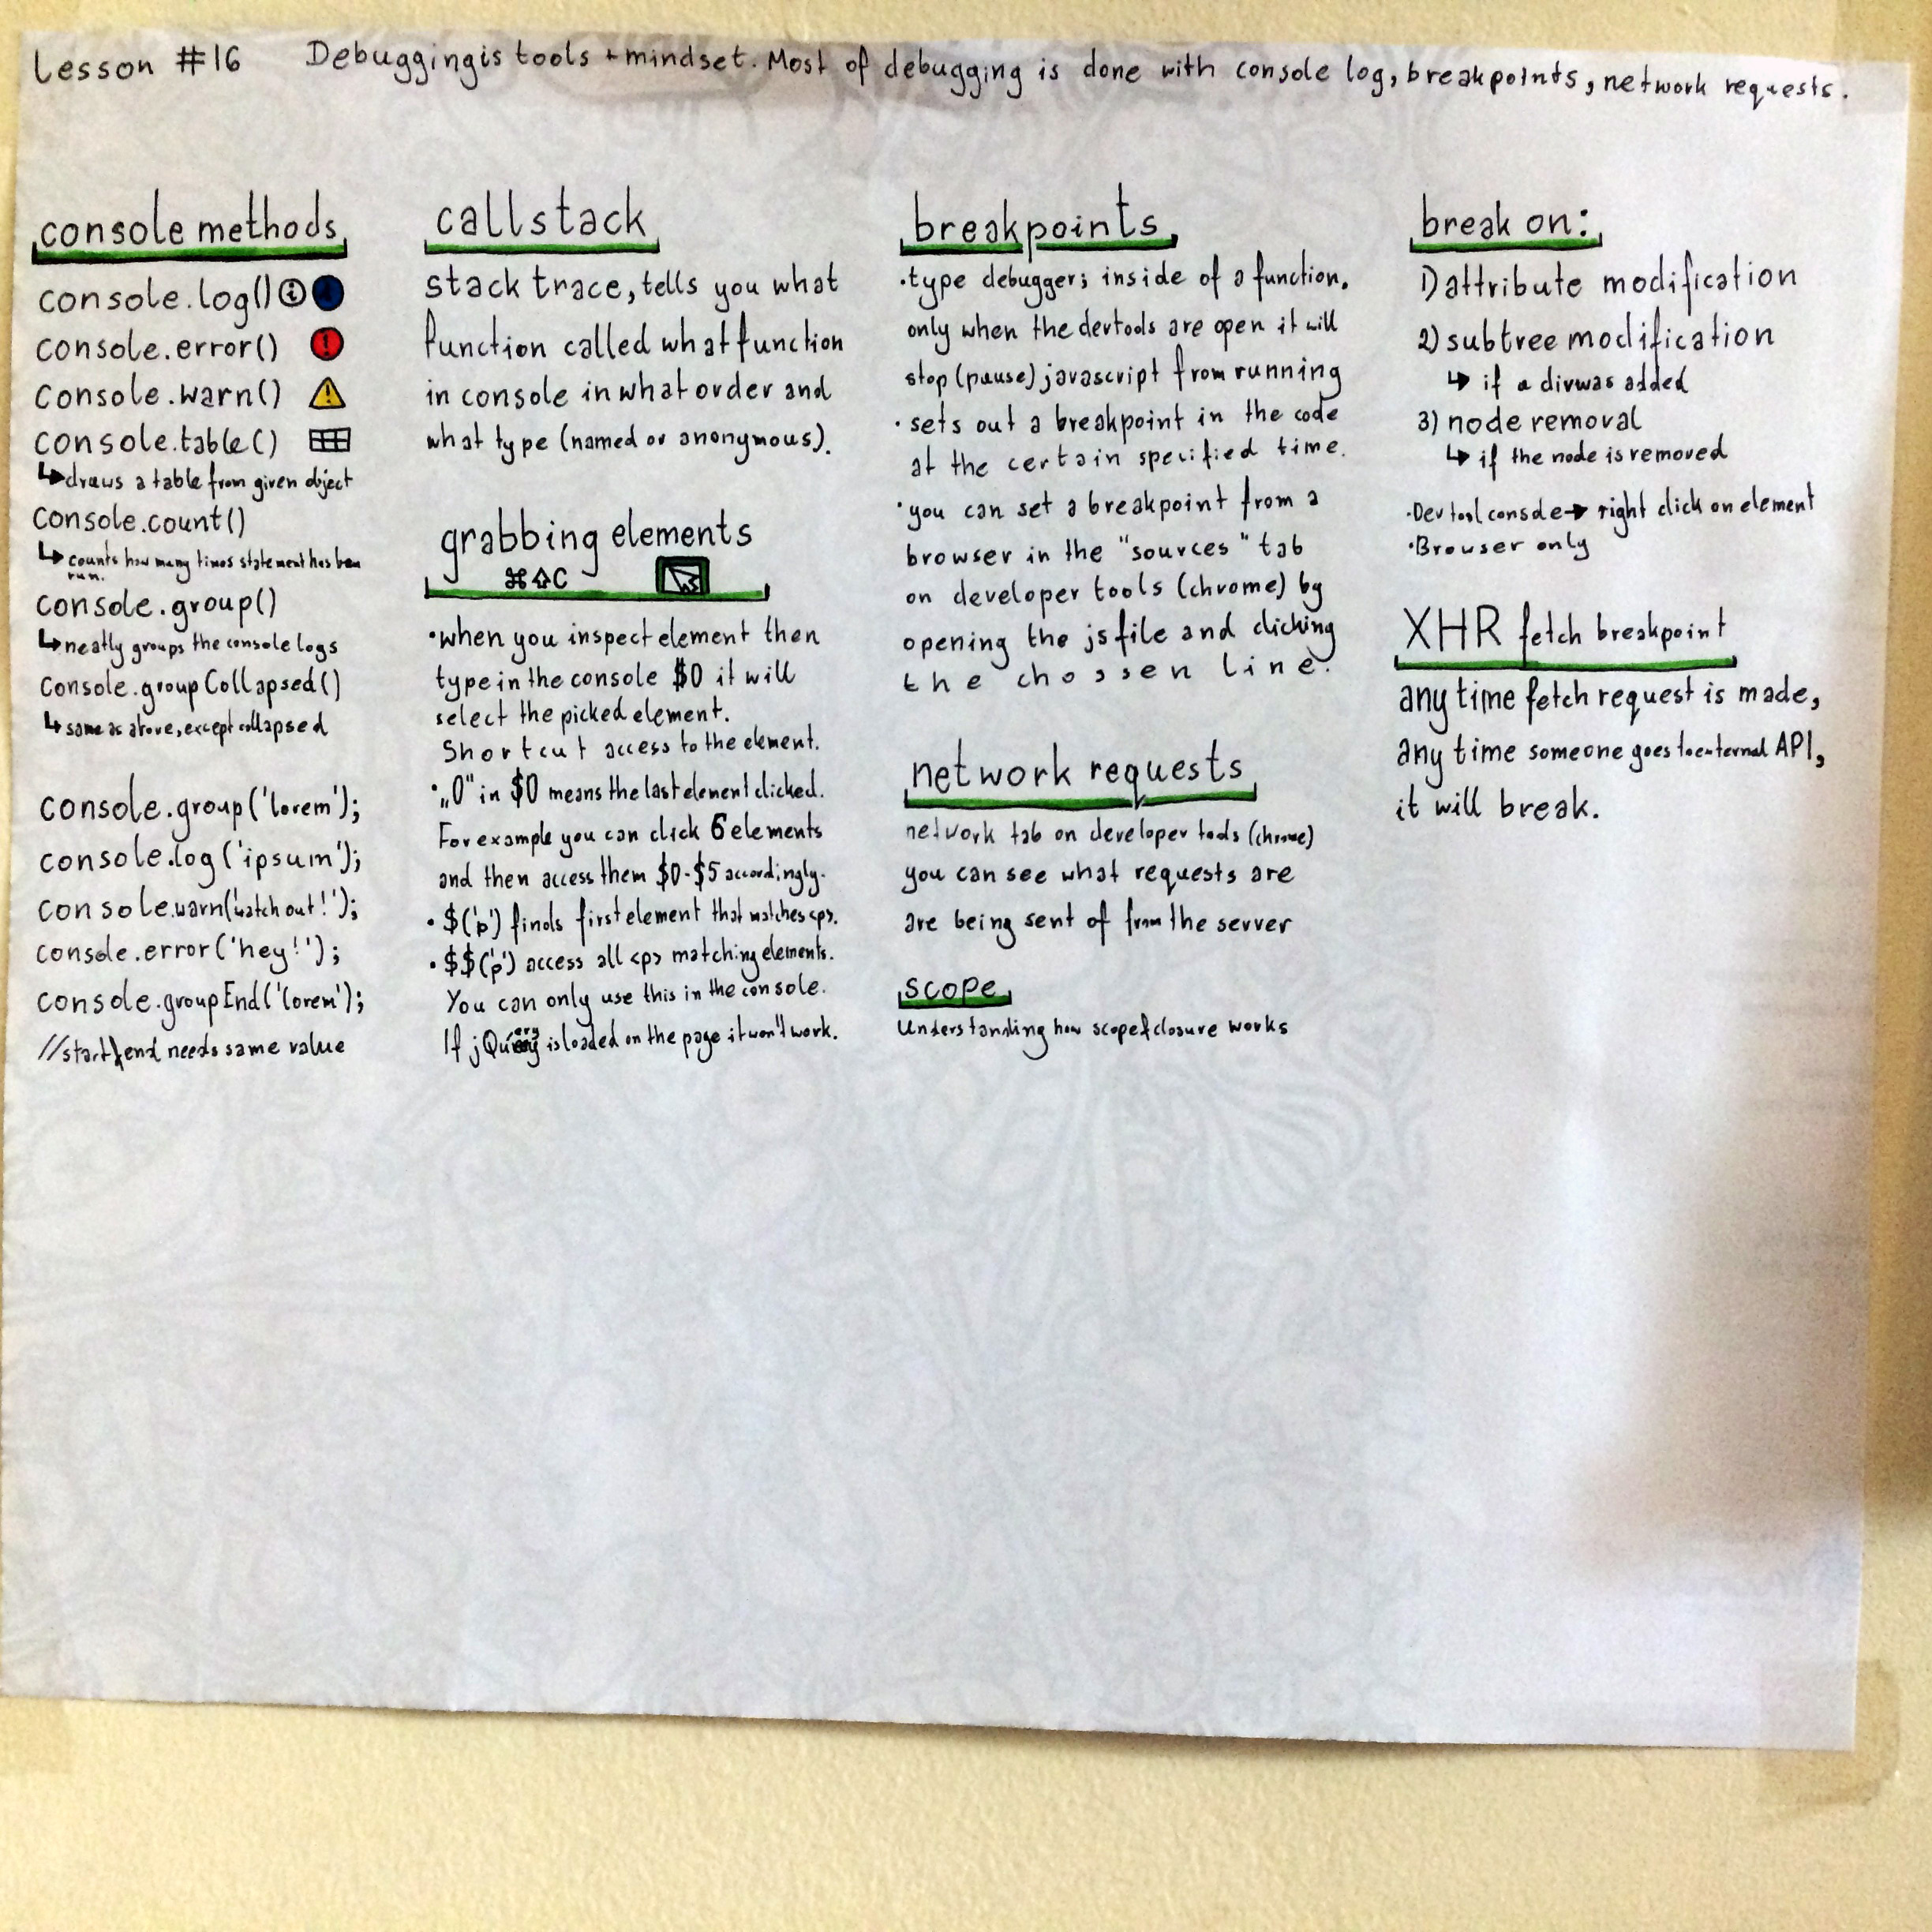 Lesson #16 Debugging is tools + mindset. Most of debugging is done with console log, breakpoints, network requests.
console methods
console.log()
console.error()
console.warn()
console.table()
↳draws a table from given object
console.count()
↳counts how many times statement has been
run.
console.group()
↳neatly groups the console logs
console.groupCollapsed()
↳same as above, except collapsed
console.group('lorem');
console.log('ipsum');
console.warn('watch out!');
console.error('hey!');
console.groupEnd('lorem');
//start&end needs same value
callstack
stack trace, tells you what
function called what function
in console in what order and
what type (named or anonymous).
grabbing elements
⌘⇧C
•when you inspect element then
type in the console $0 it will
select the picked element.
Shortcut access to the element.
•„0" in $0 means the last element clicked.
For example you can click 6 elements
and then access them $0-$5 accordingly.
• $('p') finds first element that matches <p>.
• $$('p') access all <p> matching elements.
You can only use this in the console.
If jQuery is loaded on the page it won't work.
breakpoints
•type debugger; inside of a function.
only when the devtools are open it will
stop (pause) javascript from running
• sets out a breakpoint in the code
at the certain specified time.
•you can set a breakpoint from a
browser in the "sources" tab
on developer tools (chrome) by
opening the js file and clicking
the chossen line.
network requests
network tab on developer tools (chrome)
you can see what requests are
are being sent of from the server
scope
Understanding how scope&closure works
break on:
1) attribute modification
2) subtree modification
↳ if a div was added
3) node removal
↳ if the node is removed
•Dev tool console→ right click on element
•Browser only
XHR fetch breakpoint
any time fetch request is made,
any time someone goes to external API,
it will break.